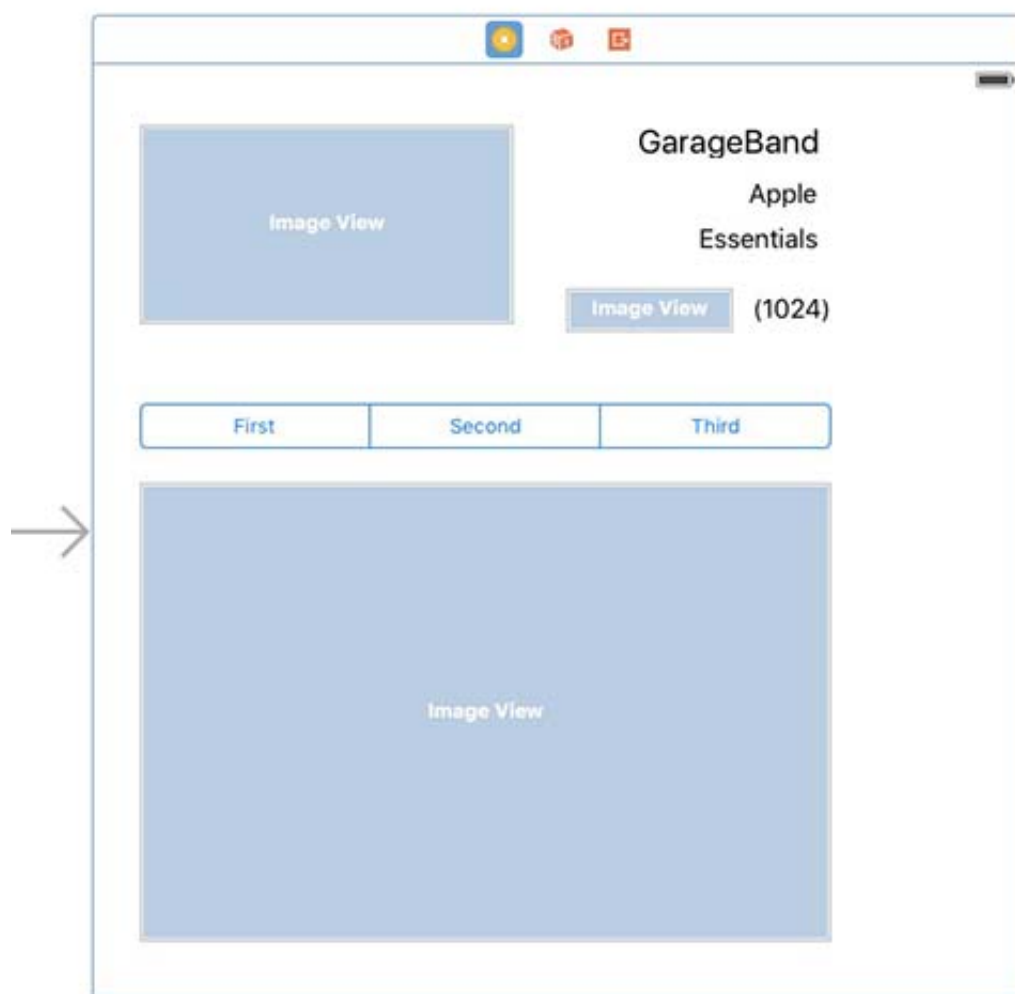 GarageBand
Apple
Image View
Essentials
Image View (1024)
First Second Third
Image View